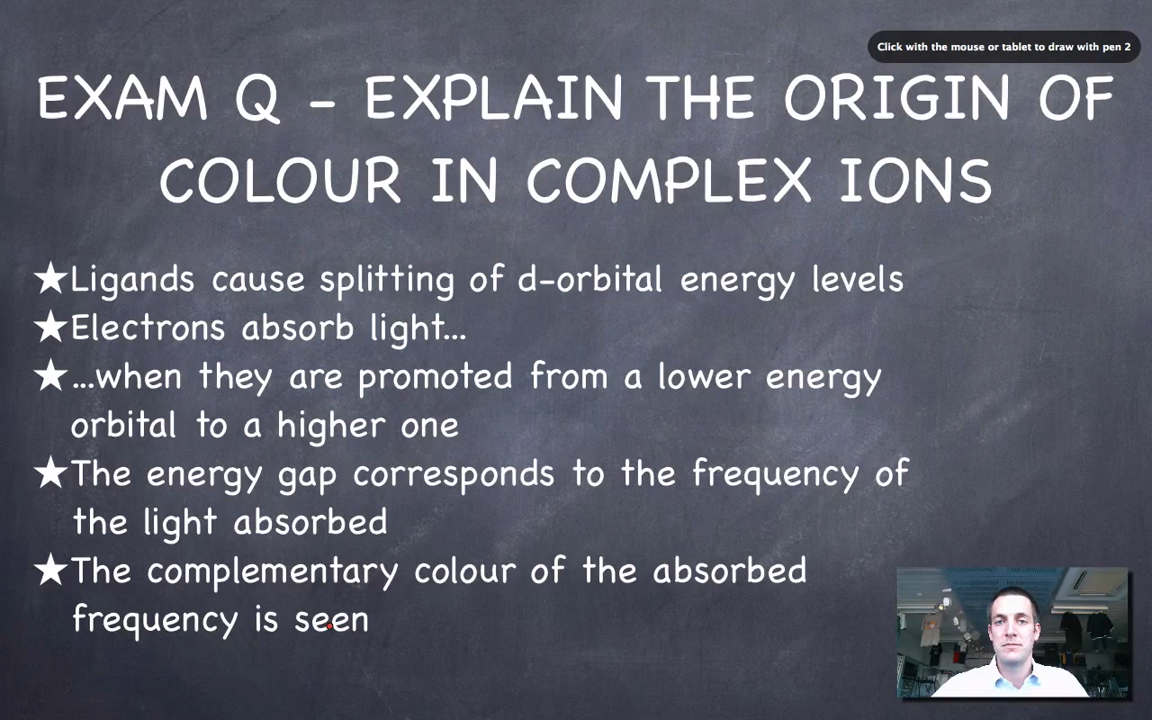 Click with the mouse or tablet to draw with pen 2
EXAM Q - EXPLAIN THE ORIGIN OF
COLOUR IN COMPLEX IONS
★Ligands cause splitting of d-orbital energy levels
★Electrons absorb light...
★...when they are promoted from a lower energy
orbital to a higher one
★The energy gap corresponds to the frequency of
the light absorbed
★The complementary colour of the absorbed
frequency is seen